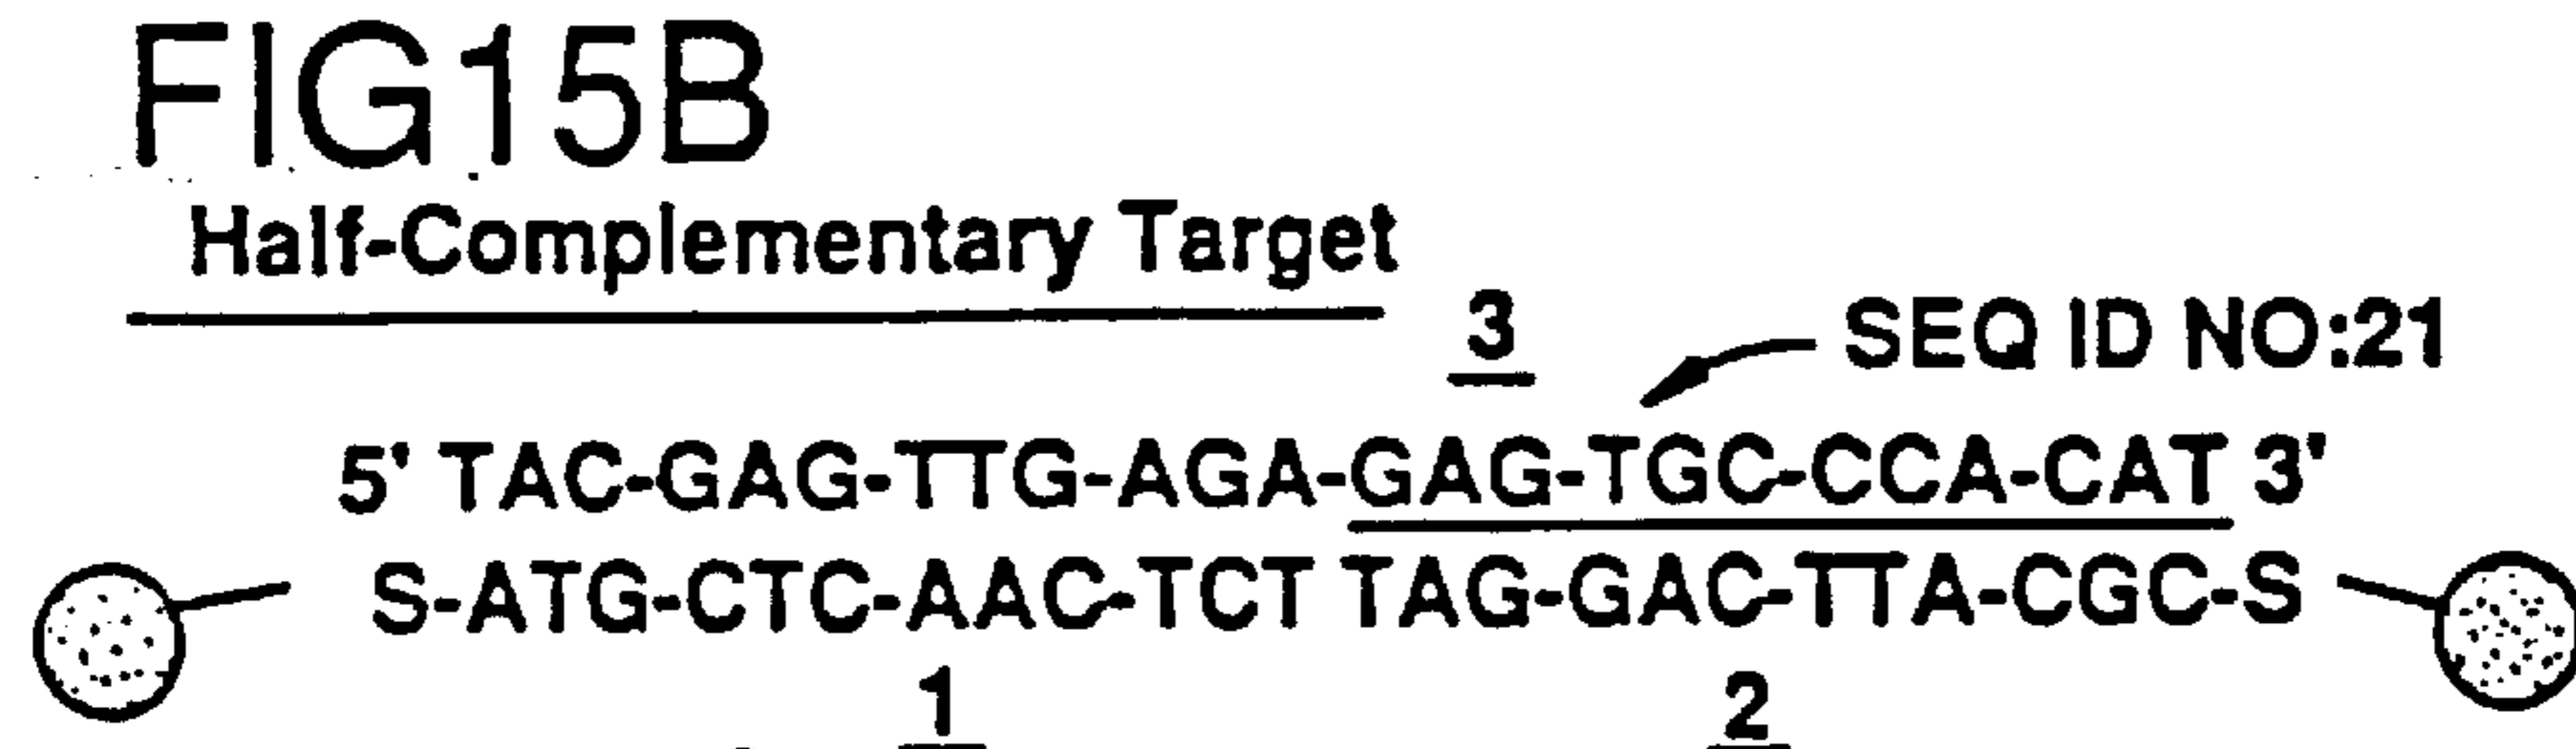 FIG15B
Half-Complementary Target
3 SEQ ID NO:21
5' TAC-GAG-TTG-AGA-GAG-TGC-CCA-CAT 3'
S-ATG-CTC-AAC-TCT TAG-GAC-TTA-CGC-S
1 2